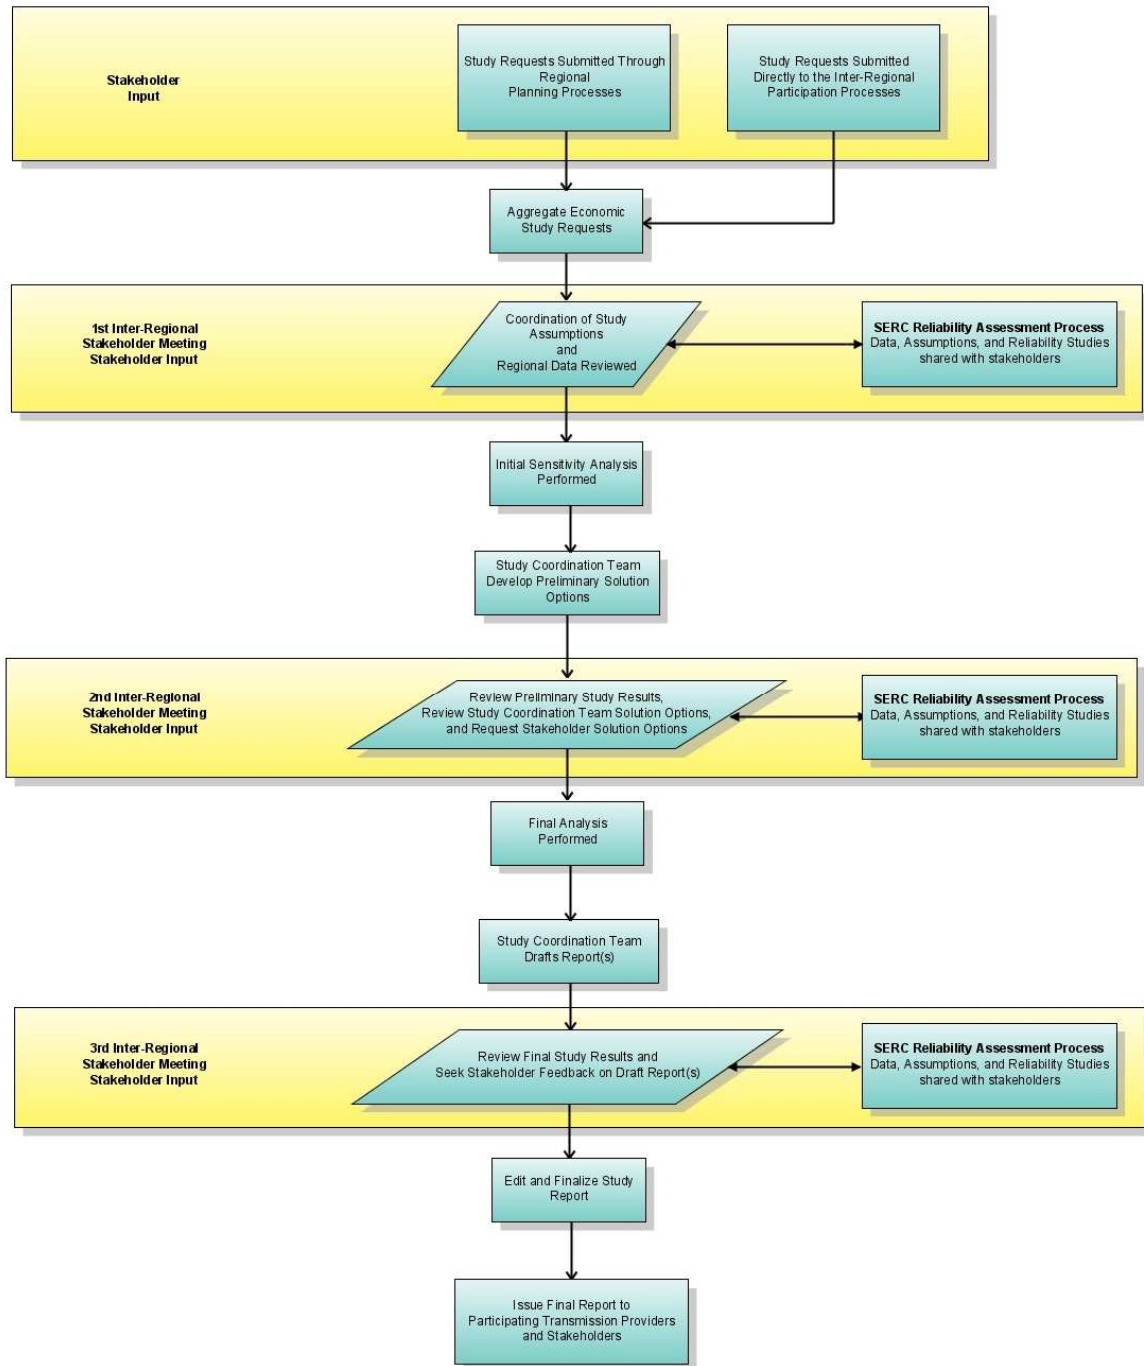 Stakeholder
Input
Study Requests Submitted Through
Regional
Planning Processes
Study Requests Submitted
Directly to the Inter-Regional
Participation Processes
Aggregate Economic
Study Requests
1st Inter-Regional
Stakeholder Meeting
Stakeholder Input
Coordination of Study
Assumptions
and
Regional Data Reviewed
SERC Reliability Assessment Process
Data, Assumptions, and Reliability Studies
shared with stakeholders
Initial Sensitivity Analysis
Performed
Study Coordination Team
Develop Preliminary Solution
Options
2nd Inter-Regional
Stakeholder Meeting
Stakeholder Input
Review Preliminary Study Results,
Review Study Coordination Team Solution Options,
and Request Stakeholder Solution Options
SERC Reliability Assessment Process
Data, Assumptions, and Reliability Studies
shared with stakeholders
Final Analysis
Performed
Study Coordination Team
Drafts Report(s)
3rd Inter-Regional
Stakeholder Meeting
Stakeholder Input
Review Final Study Results and
Seek Stakeholder Feedback on Draft Report(s)
SERC Reliability Assessment Process
Data, Assumptions, and Reliability Studies
shared with stakeholders
Edit and Finalize Study
Report
Issue Final Report to
Participating Transmission Providers
and Stakeholders